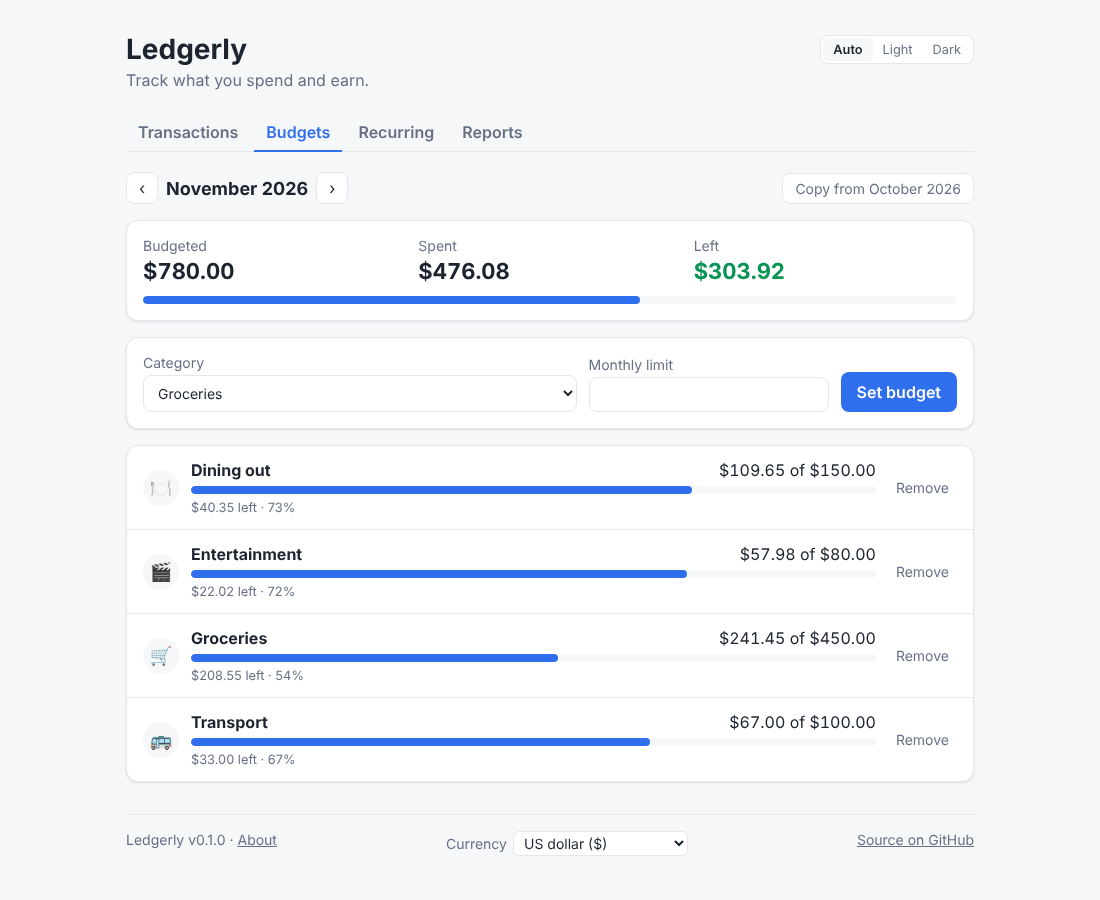 Ledgerly
Auto Light Dark
Track what you spend and earn.
Transactions Budgets Recurring Reports
‹ November 2026 ›
Copy from October 2026
Budgeted Spent Left
$780.00 $476.08 $303.92
Category Monthly limit
Groceries Set budget
Dining out $109.65 of $150.00
Remove
$40.35 left · 73%
Entertainment $57.98 of $80.00
Remove
$22.02 left · 72%
Groceries $241.45 of $450.00
Remove
$208.55 left · 54%
Transport $67.00 of $100.00
Remove
$33.00 left · 67%
Ledgerly v0.1.0 · About Currency US dollar ($) Source on GitHub